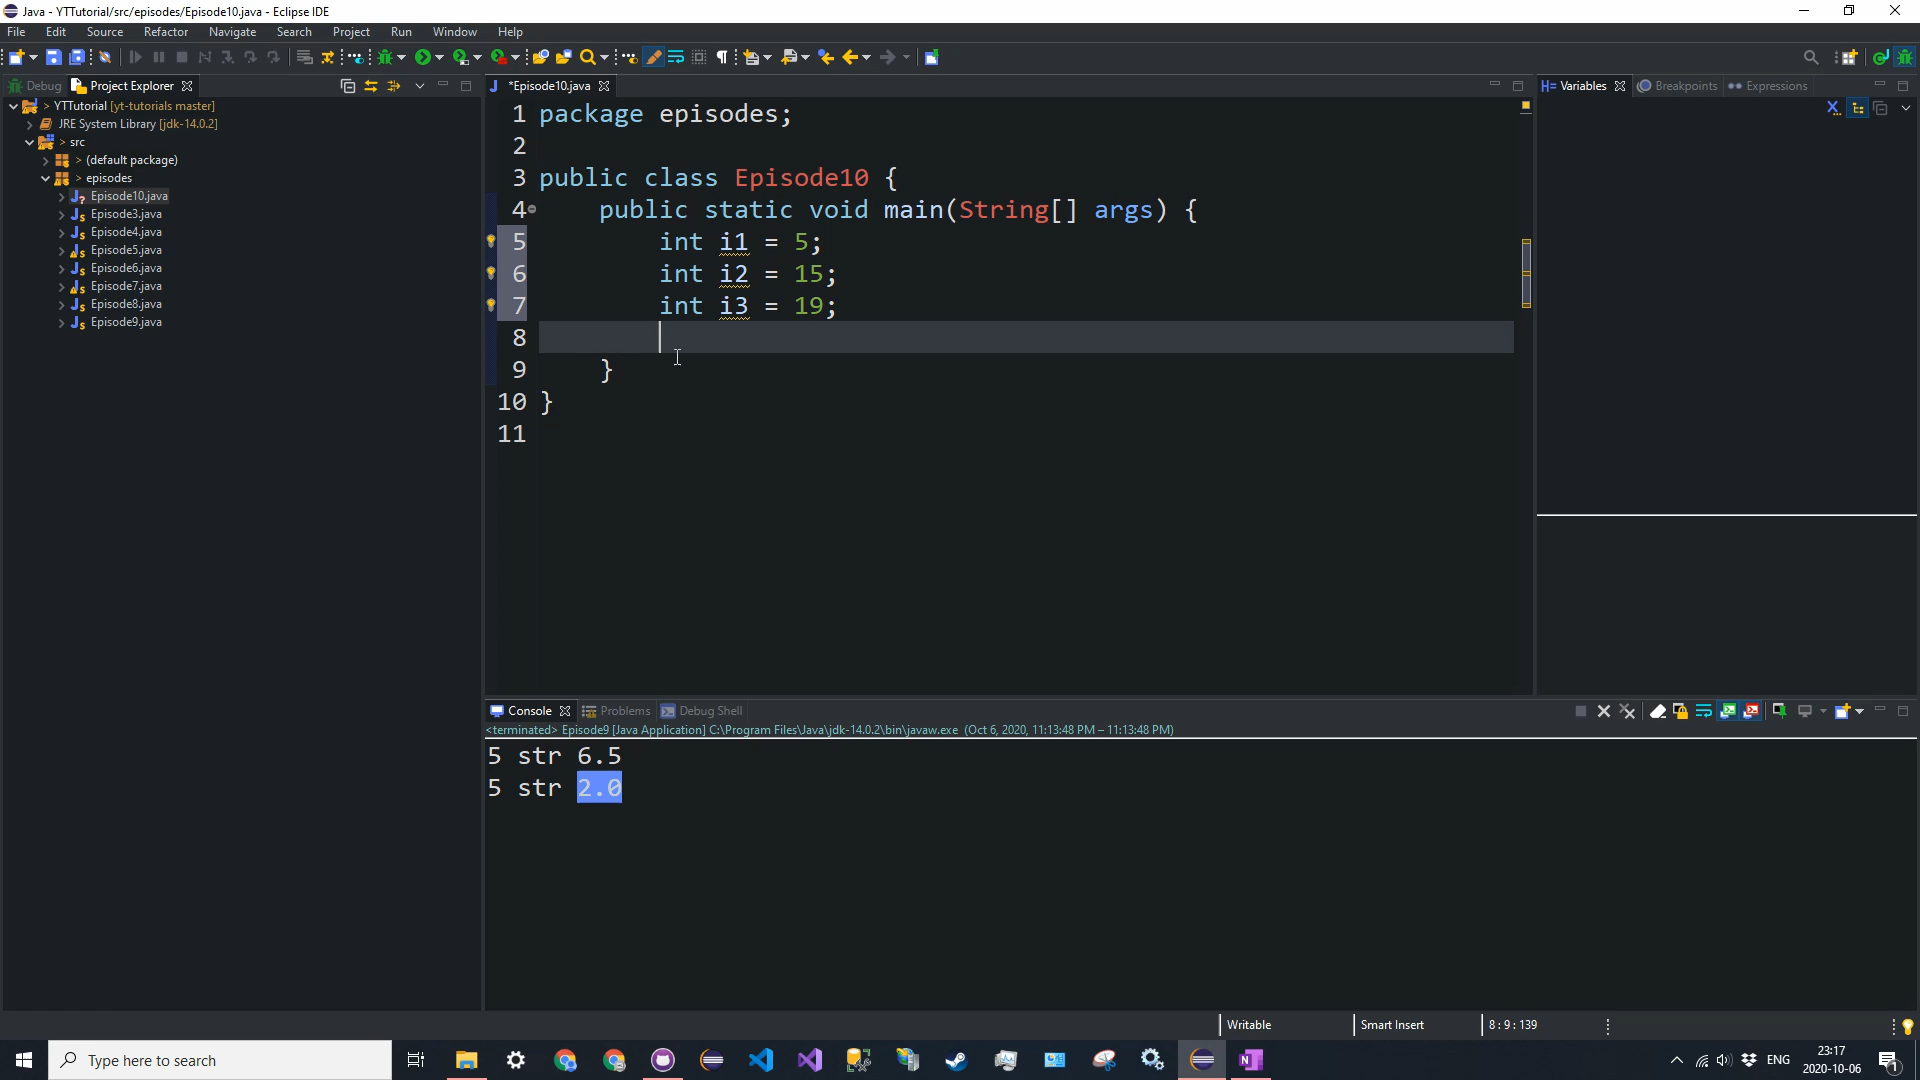 Java - YTTutorial/src/episodes/Episode10.java - Eclipse IDE
File Edit Source Refactor Navigate Search Project Run Window Help
Debug Project Explorer
*Episode10.java
Variables Breakpoints Expressions
> YTTutorial [yt-tutorials master]
JRE System Library [jdk-14.0.2]
> src
> (default package)
> episodes
Episode10.java
Episode3.java
Episode4.java
Episode5.java
Episode6.java
Episode7.java
Episode8.java
Episode9.java
1 package episodes;
2
3 public class Episode10 {
4 public static void main(String[] args) {
5 int i1 = 5;
6 int i2 = 15;
7 int i3 = 19;
8
9 }
10 }
11
Console Problems Debug Shell
<terminated> Episode9 [Java Application] C:\Program Files\Java\jdk-14.0.2\bin\javaw.exe (Oct 6, 2020, 11:13:48 PM – 11:13:48 PM)
5 str 6.5
5 str 2.0
Writable Smart Insert 8 : 9 : 139
Type here to search
ENG
23:17
2020-10-06
1